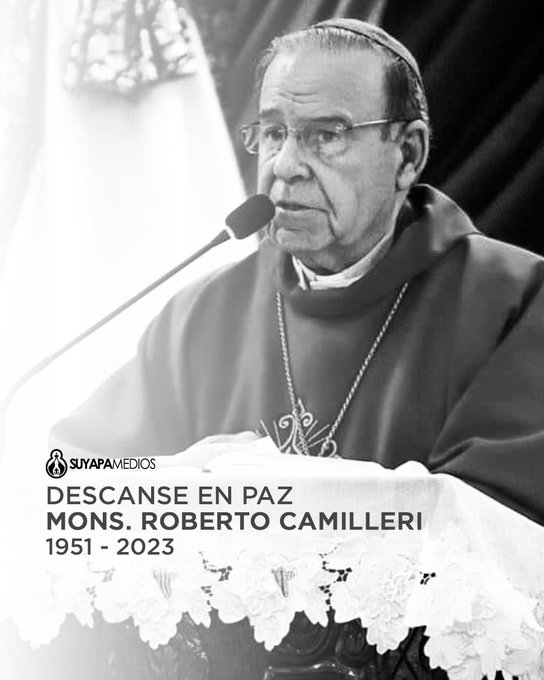 SUYAPAMEDIOS
DESCANSE EN PAZ
MONS. ROBERTO CAMILLERI
1951 - 2023